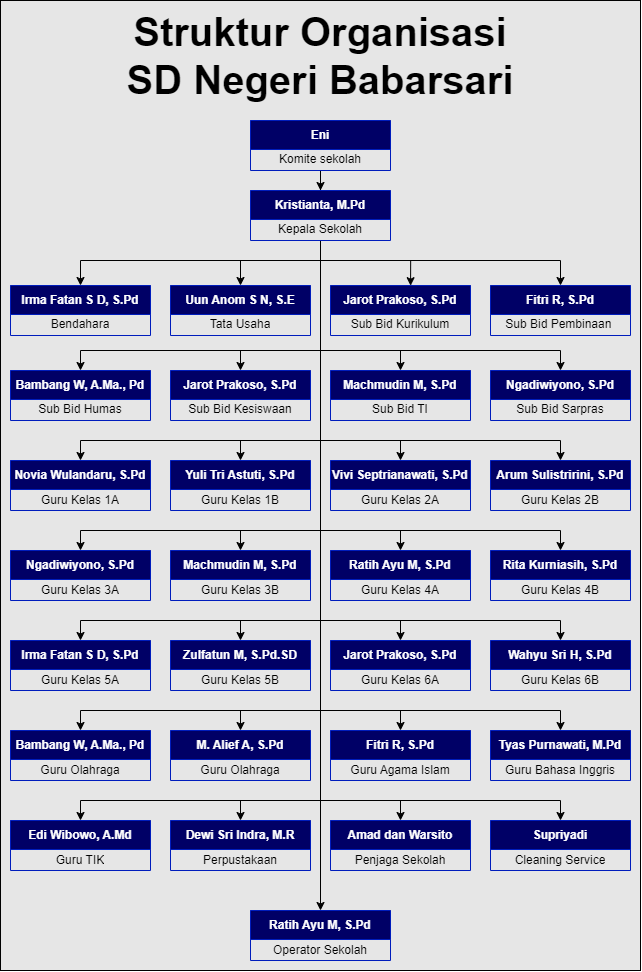 Struktur Organisasi
SD Negeri Babarsari
Eni
Komite sekolah
Kristianta, M.Pd
Kepala Sekolah
Irma Fatan S D, S.Pd
Bendahara
Uun Anom S N, S.E
Tata Usaha
Jarot Prakoso, S.Pd
Sub Bid Kurikulum
Fitri R, S.Pd
Sub Bid Pembinaan
Bambang W, A.Ma., Pd
Sub Bid Humas
Jarot Prakoso, S.Pd
Sub Bid Kesiswaan
Machmudin M, S.Pd
Sub Bid TI
Ngadiwiyono, S.Pd
Sub Bid Sarpras
Novia Wulandaru, S.Pd
Guru Kelas 1A
Yuli Tri Astuti, S.Pd
Guru Kelas 1B
Vivi Septrianawati, S.Pd
Guru Kelas 2A
Arum Sulistririni, S.Pd
Guru Kelas 2B
Ngadiwiyono, S.Pd
Guru Kelas 3A
Machmudin M, S.Pd
Guru Kelas 3B
Ratih Ayu M, S.Pd
Guru Kelas 4A
Rita Kurniasih, S.Pd
Guru Kelas 4B
Irma Fatan S D, S.Pd
Guru Kelas 5A
Zulfatun M, S.Pd.SD
Guru Kelas 5B
Jarot Prakoso, S.Pd
Guru Kelas 6A
Wahyu Sri H, S.Pd
Guru Kelas 6B
Bambang W, A.Ma., Pd
Guru Olahraga
M. Alief A, S.Pd
Guru Olahraga
Fitri R, S.Pd
Guru Agama Islam
Tyas Purnawati, M.Pd
Guru Bahasa Inggris
Edi Wibowo, A.Md
Guru TIK
Dewi Sri Indra, M.R
Perpustakaan
Amad dan Warsito
Penjaga Sekolah
Supriyadi
Cleaning Service
Ratih Ayu M, S.Pd
Operator Sekolah